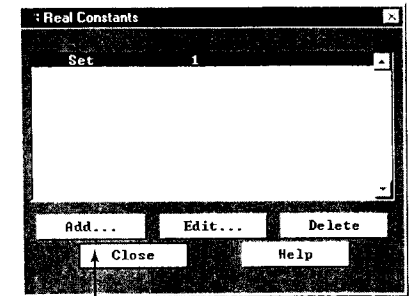 Real Constants
Set 1
Add... Edit... Delete
Close Help